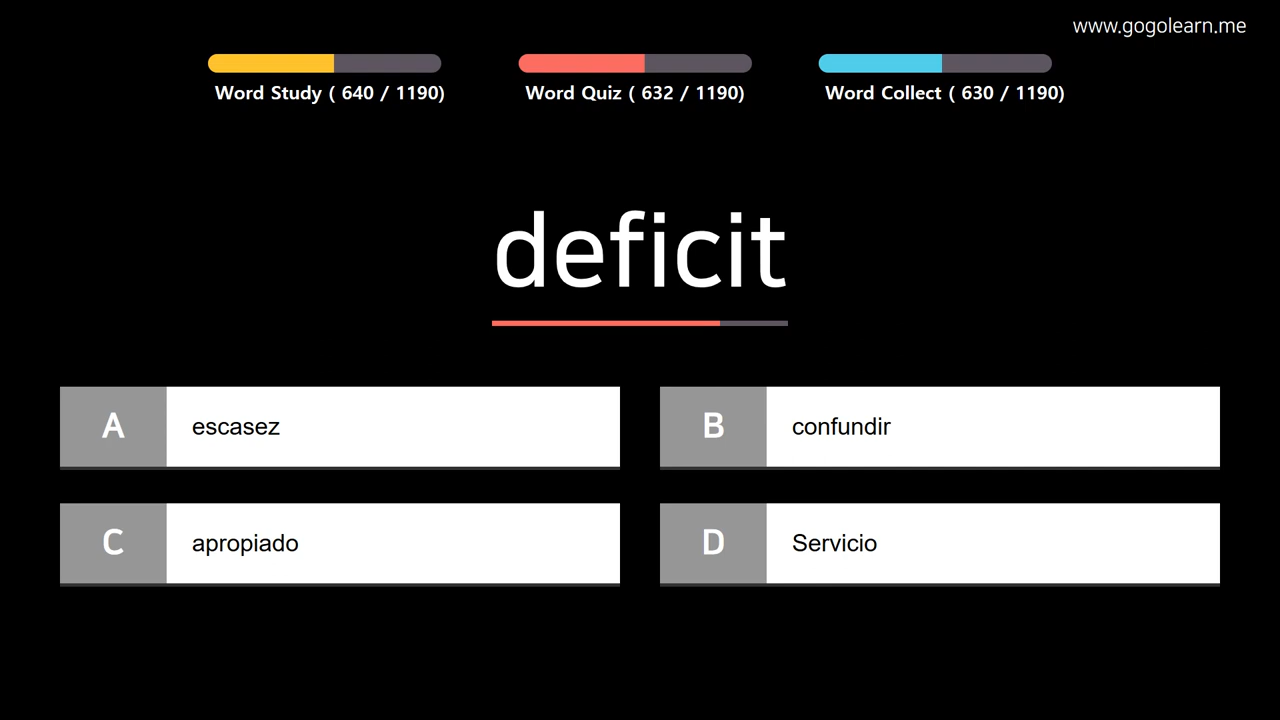 www.gogolearn.me
Word Study ( 640 / 1190)
Word Quiz ( 632 / 1190)
Word Collect ( 630 / 1190)
deficit
A escasez
B confundir
C apropiado
D Servicio